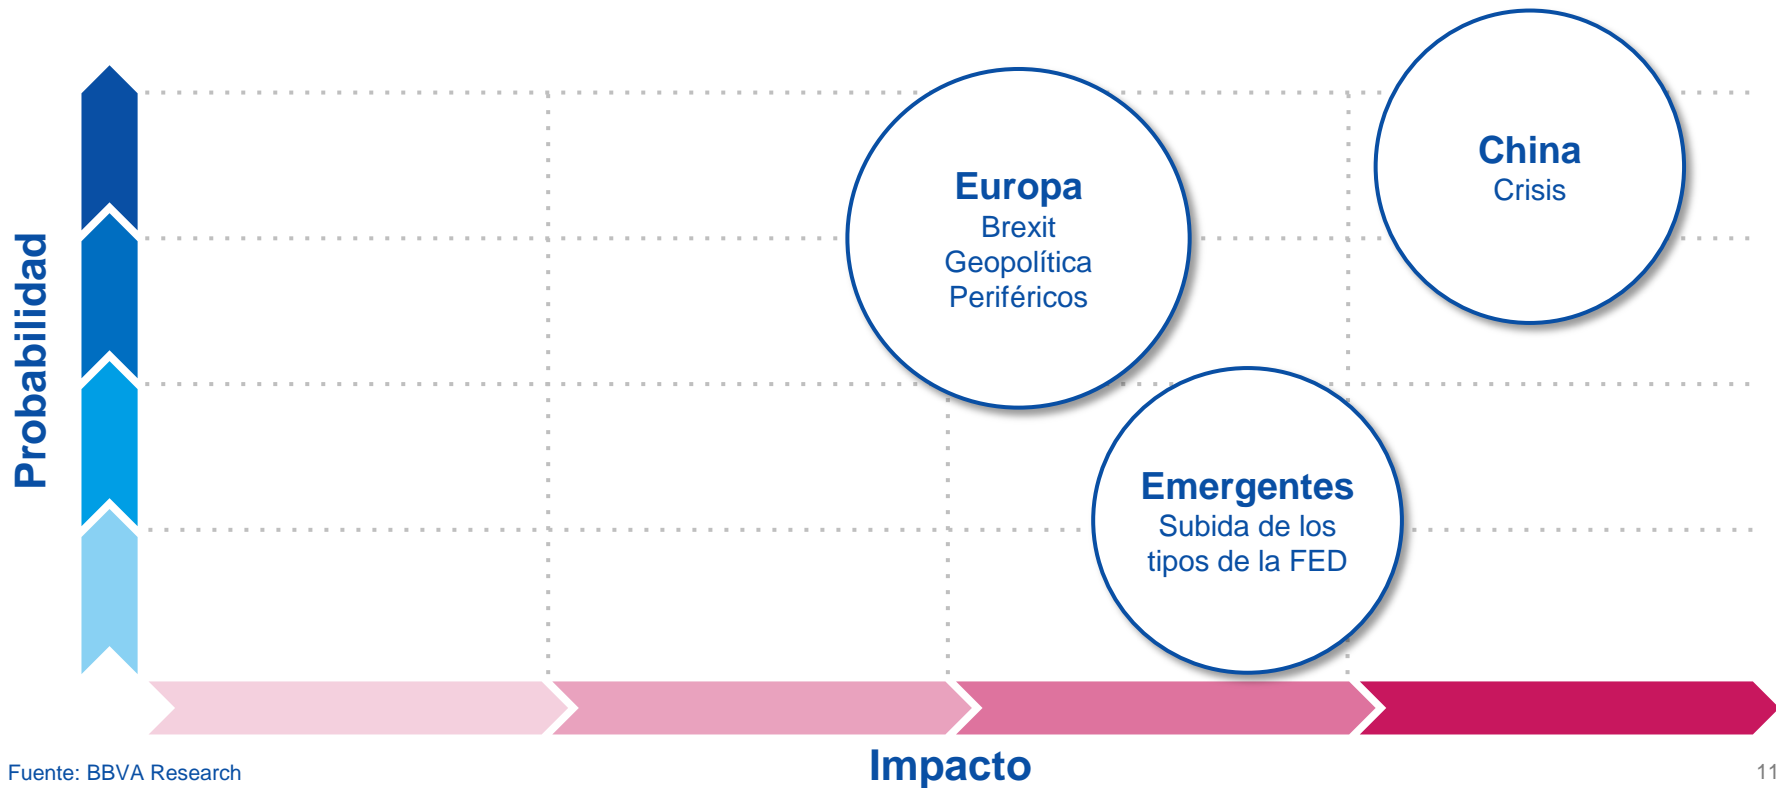 Probabilidad
Europa
Brexit
Geopolítica
Periféricos
China
Crisis
Emergentes
Subida de los
tipos de la FED
Impacto
Fuente: BBVA Research
11